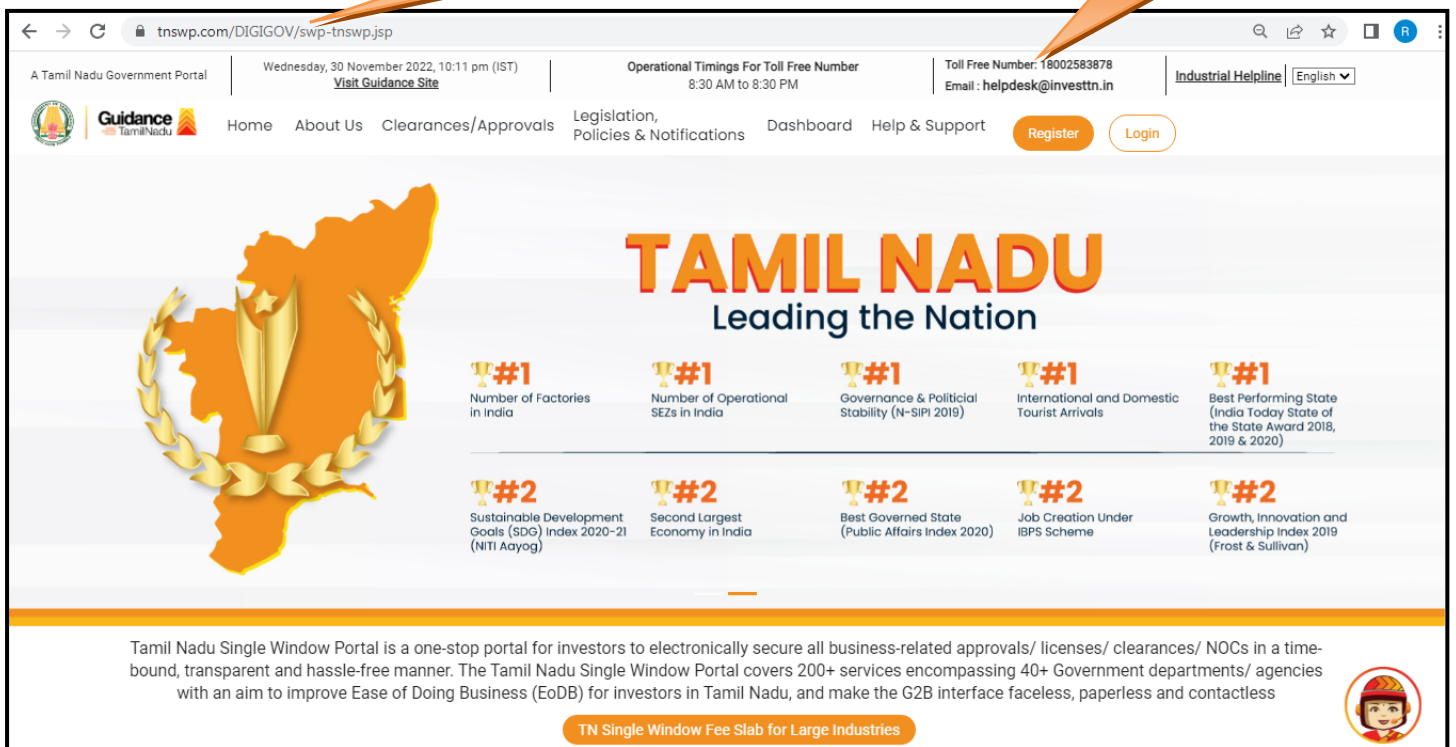 tnswp.com/DIGIGOV/swp-tnswp.jsp
R
A Tamil Nadu Government Portal
Wednesday, 30 November 2022, 10:11 pm (IST)
Visit Guidance Site
Operational Timings For Toll Free Number
8:30 AM to 8:30 PM
Toll Free Number: 18002583878
Email : helpdesk@investtn.in
Industrial Helpline
English
Guidance
TamilNadu
Home
About Us
Clearances/Approvals
Legislation,
Policies & Notifications
Dashboard
Help & Support
Register
Login
TAMIL NADU
Leading the Nation
#1
Number of Factories
in India
#1
Number of Operational
SEZs in India
#1
Governance & Politicial
Stability (N-SIPI 2019)
#1
International and Domestic
Tourist Arrivals
#1
Best Performing State
(India Today State of
the State Award 2018,
2019 & 2020)
#2
Sustainable Development
Goals (SDG) Index 2020-21
(NITI Aayog)
#2
Second Largest
Economy in India
#2
Best Governed State
(Public Affairs Index 2020)
#2
Job Creation Under
IBPS Scheme
#2
Growth, Innovation and
Leadership Index 2019
(Frost & Sullivan)
Tamil Nadu Single Window Portal is a one-stop portal for investors to electronically secure all business-related approvals/ licenses/ clearances/ NOCs in a time-
bound, transparent and hassle-free manner. The Tamil Nadu Single Window Portal covers 200+ services encompassing 40+ Government departments/ agencies
with an aim to improve Ease of Doing Business (EoDB) for investors in Tamil Nadu, and make the G2B interface faceless, paperless and contactless
TN Single Window Fee Slab for Large Industries